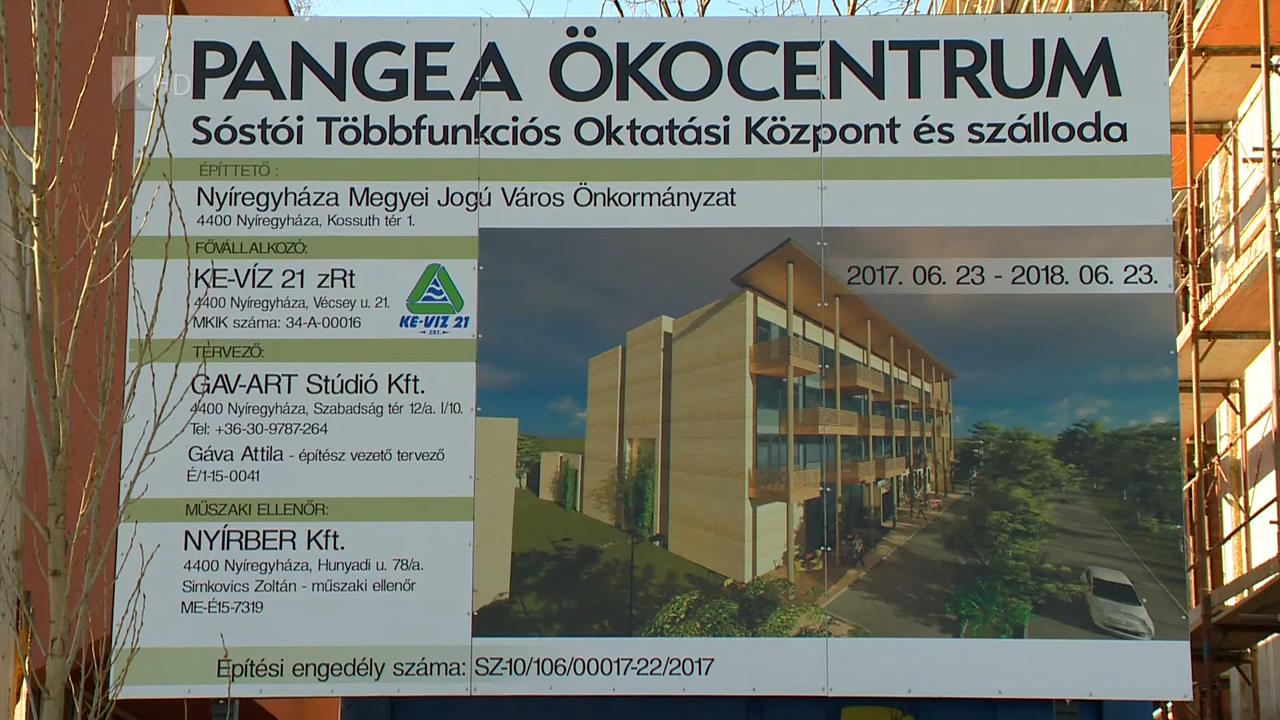 PANGEA ÖKOCENTRUM
HD
Sóstói Többfunkciós Oktatási Központ és szálloda
ÉPÍTTETŐ :
Nyíregyháza Megyei Jogú Város Önkormányzat
4400 Nyíregyháza, Kossuth tér 1.
FŐVÁLLALKOZÓ:
KE-VÍZ 21 zRt
4400 Nyíregyháza, Vécsey u. 21.
MKIK száma: 34-A-00016
KE-VIZ 21
ZRT.
2017. 06. 23 - 2018. 06. 23.
TERVEZŐ:
GAV-ART Stúdió Kft.
4400 Nyíregyháza, Szabadság tér 12/a. I/10.
Tel: +36-30-9787-264
Gáva Attila - építész vezető tervező
É/1-15-0041
MŰSZAKI ELLENŐR:
NYÍRBER Kft.
4400 Nyíregyháza, Hunyadi u. 78/a.
Simkovics Zoltán - műszaki ellenőr
ME-É15-7319
Építési engedély száma: SZ-10/106/00017-22/2017